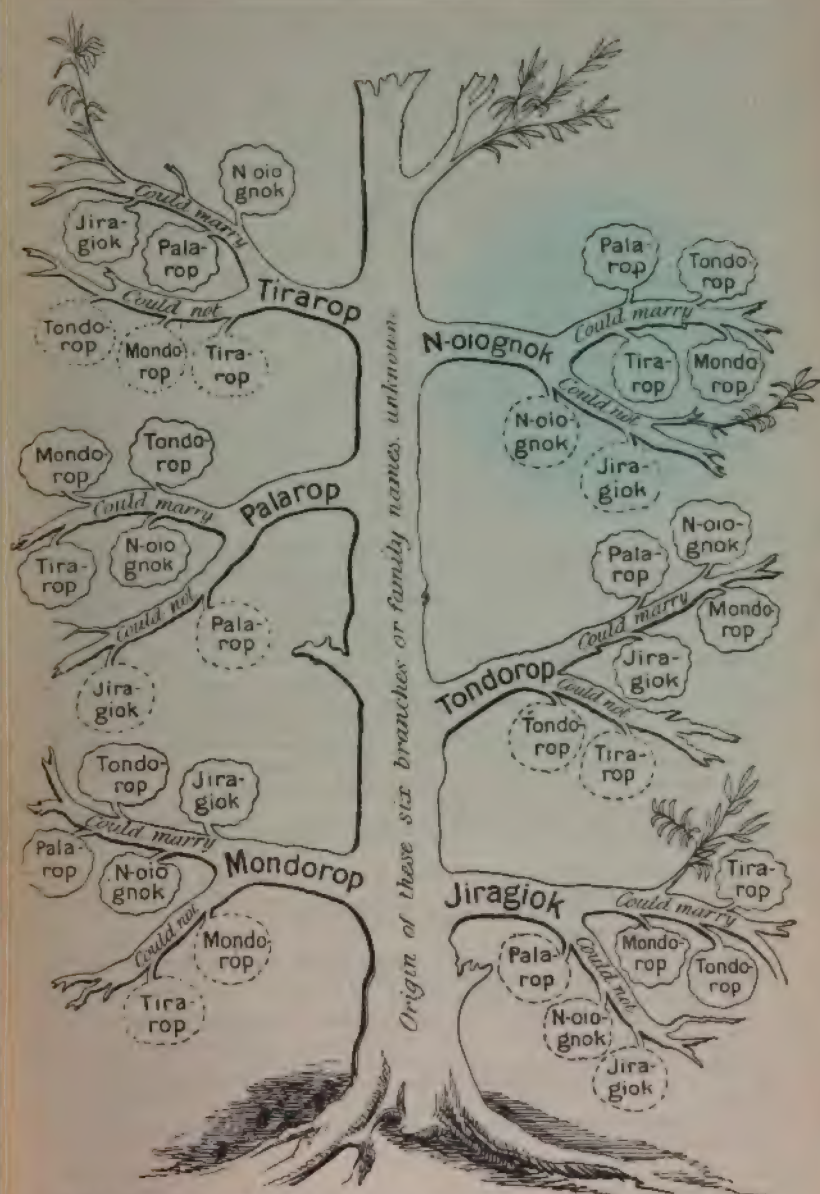 N oio
gnok
Could marry
Jira-
giok
Pala-
rop
Tirarop
Could not
Tondo-
rop
Mondo
rop
Tira-
rop
Mondo-
rop
Tondo-
rop
Could marry
Palarop
Tira-
rop
N-oio
gnok
Could not
Pala-
rop
Jira-
giok
Tondo-
rop
Jira-
giok
Could marry
Pala-
rop
N-oio
gnok
Mondorop
Could not
Mondo
rop
Tira-
rop
Origin of these six branches or family names, unknown.
Pala-
rop
Tondo-
rop
Could marry
N-oiognok
Tira-
rop
Mondo
rop
Could not
N-oio-
gnok
Jira-
giok
N-oio-
gnok
Pala-
rop
Could marry
Mondo
rop
Jira-
giok
Tondorop
Could not
Tondo-
rop
Tira-
rop
Tira-
rop
Jiragiok
Could marry
Mondo-
rop
Tondo-
rop
Pala-
rop
Could not
N-oio-
gnok
Jira-
giok